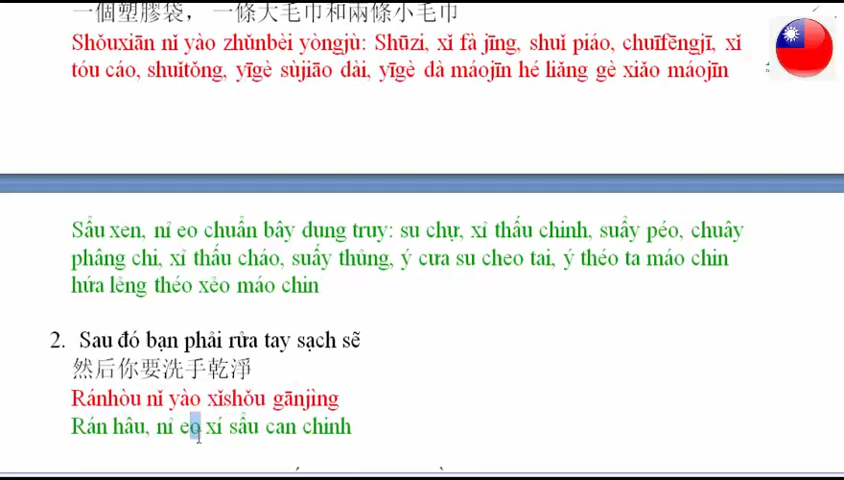 一個塑膠袋， 一條大毛巾和兩條小毛巾
Shǒuxiān nǐ yào zhǔnbèi yòngjù: Shūzi, xǐ fà jīng, shuǐ piáo, chuīfēngjī, xǐ
tóu cáo, shuǐtǒng, yīgè sùjiāo dài, yīgè dà máojīn hé liǎng gè xiǎo máojīn
Sẩu xen, nỉ eo chuẩn bây dung truy: su chự, xỉ thấu chinh, suẩy péo, chuây
phâng chi, xỉ thấu cháo, suẩy thủng, ý cưa su cheo tai, ý théo ta máo chin
hứa lẻng théo xẻo máo chin
2. Sau đó bạn phải rửa tay sạch sẽ
然后你要洗手乾淨
Ránhòu nǐ yào xǐshǒu gānjìng
Rán hâu, nỉ eo xí sẩu can chinh